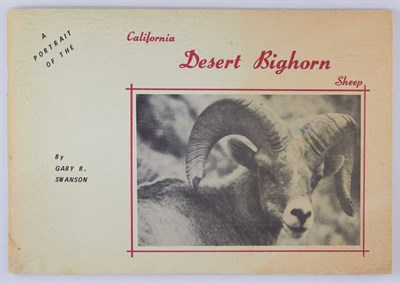 A
PORTRAIT
OF THE
California
Desert Bighorn
Sheep
By
GARY R.
SWANSON